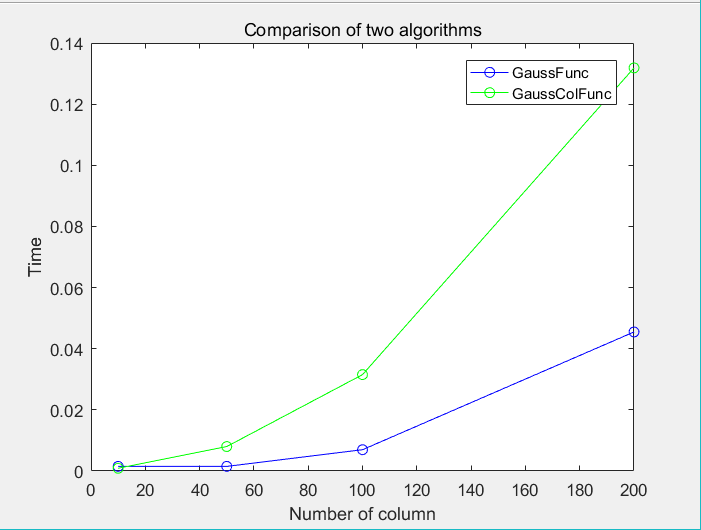 Comparison of two algorithms
GaussFunc
GaussColFunc
0.14
0.12
0.1
0.08
0.06
0.04
0.02
0
Time
0 20 40 60 80 100 120 140 160 180 200
Number of column